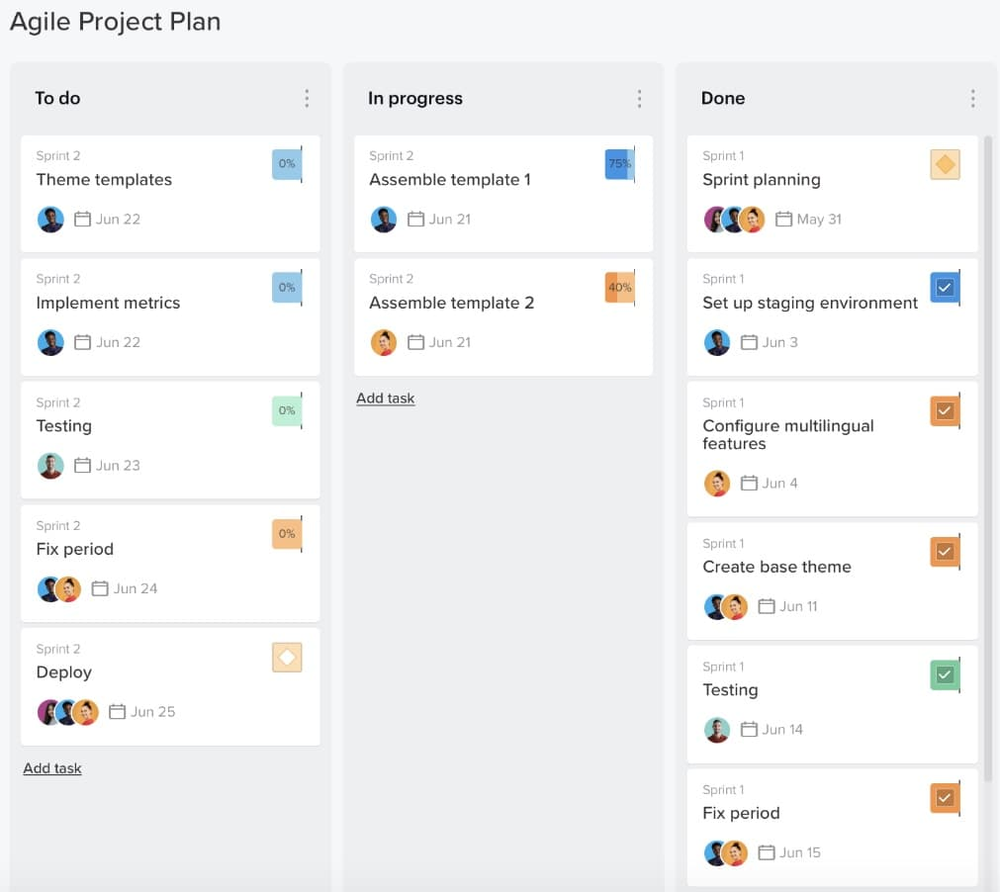 Agile Project Plan
To do
Sprint 2
0%
Theme templates
Jun 22
Sprint 2
0%
Implement metrics
Jun 22
Sprint 2
0%
Testing
Jun 23
Sprint 2
0%
Fix period
Jun 24
Sprint 2
Deploy
Jun 25
Add task
In progress
Sprint 2
75%
Assemble template 1
Jun 21
Sprint 2
40%
Assemble template 2
Jun 21
Add task
Done
Sprint 1
Sprint planning
May 31
Sprint 1
Set up staging environment
Jun 3
Sprint 1
Configure multilingual
features
Jun 4
Sprint 1
Create base theme
Jun 11
Sprint 1
Testing
Jun 14
Sprint 1
Fix period
Jun 15